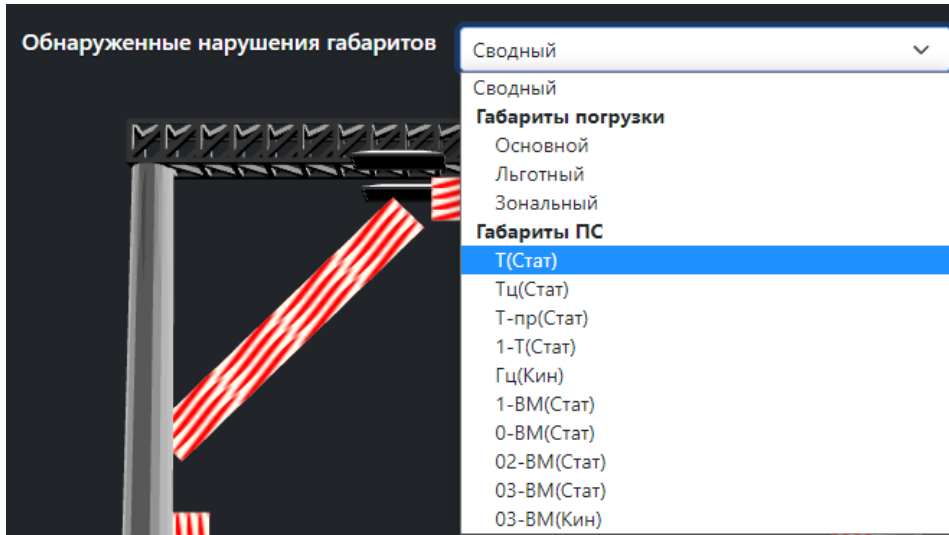 Обнаруженные нарушения габаритов
Сводный
Сводный
Габариты погрузки
Основной
Льготный
Зональный
Габариты ПС
Т(Стат)
Тц(Стат)
Т-пр(Стат)
1-Т(Стат)
Гц(Кин)
1-ВМ(Стат)
0-ВМ(Стат)
02-ВМ(Стат)
03-ВМ(Стат)
03-ВМ(Кин)